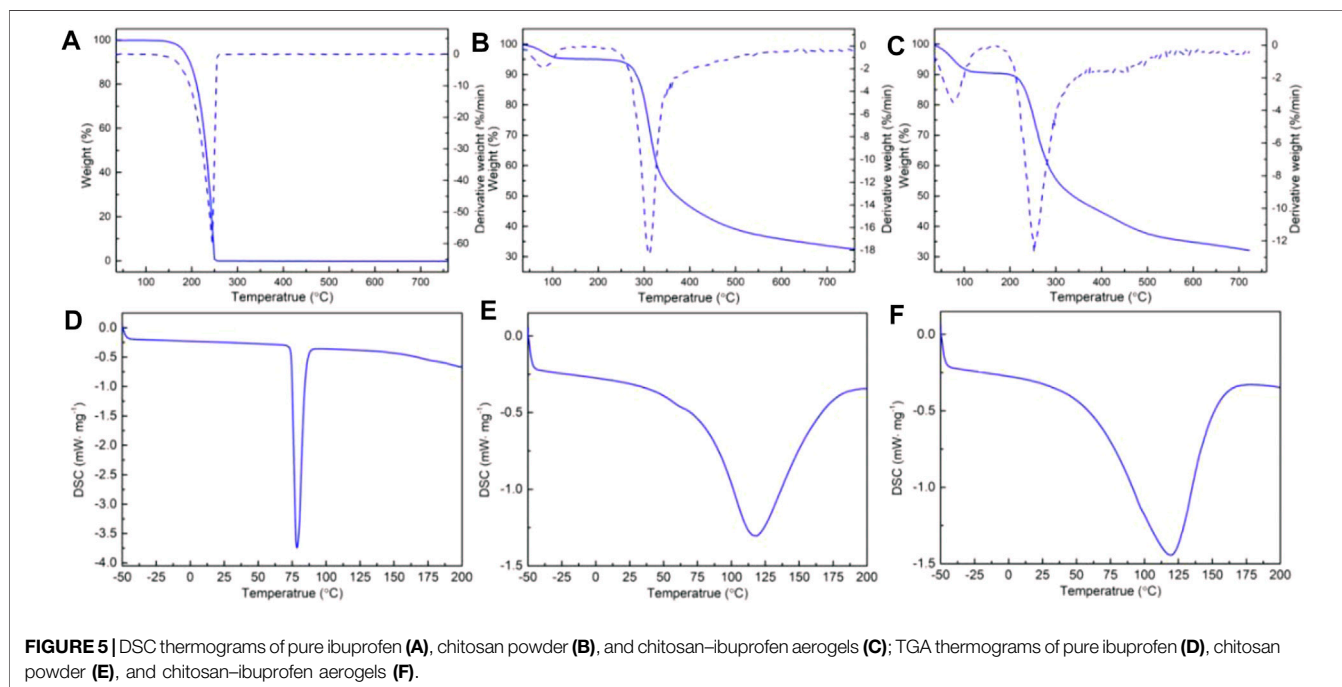 A
100
80
60
40
20
0
Weight (%)
0
-10
-20
-30
-40
-50
-60
Derivative weight (%/min)
100 200 300 400 500 600 700
Temperatrue (°C)
B
100
90
80
70
60
50
40
30
Weight (%)
0
-2
-4
-6
-8
-10
-12
-14
-16
-18
Derivative weight (%/min)
100 200 300 400 500 600 700
Temperatrue (°C)
C
100
90
80
70
60
50
40
30
Weight (%)
0
-2
-4
-6
-8
-10
-12
Derivative weight (%/min)
100 200 300 400 500 600 700
Temperatrue (°C)
D
0.0
-0.5
-1.0
-1.5
-2.0
-2.5
-3.0
-3.5
-4.0
DSC (mW· mg⁻¹)
-50 -25 0 25 50 75 100 125 150 175 200
Temperatrue (°C)
E
0.0
-0.5
-1.0
-1.5
DSC (mW· mg⁻¹)
-50 -25 0 25 50 75 100 125 150 175 200
Temperatrue (°C)
F
0.0
-0.5
-1.0
-1.5
DSC (mW· mg⁻¹)
-50 -25 0 25 50 75 100 125 150 175 200
Temperatrue (°C)
FIGURE 5 | DSC thermograms of pure ibuprofen (A), chitosan powder (B), and chitosan–ibuprofen aerogels (C); TGA thermograms of pure ibuprofen (D), chitosan
powder (E), and chitosan–ibuprofen aerogels (F).